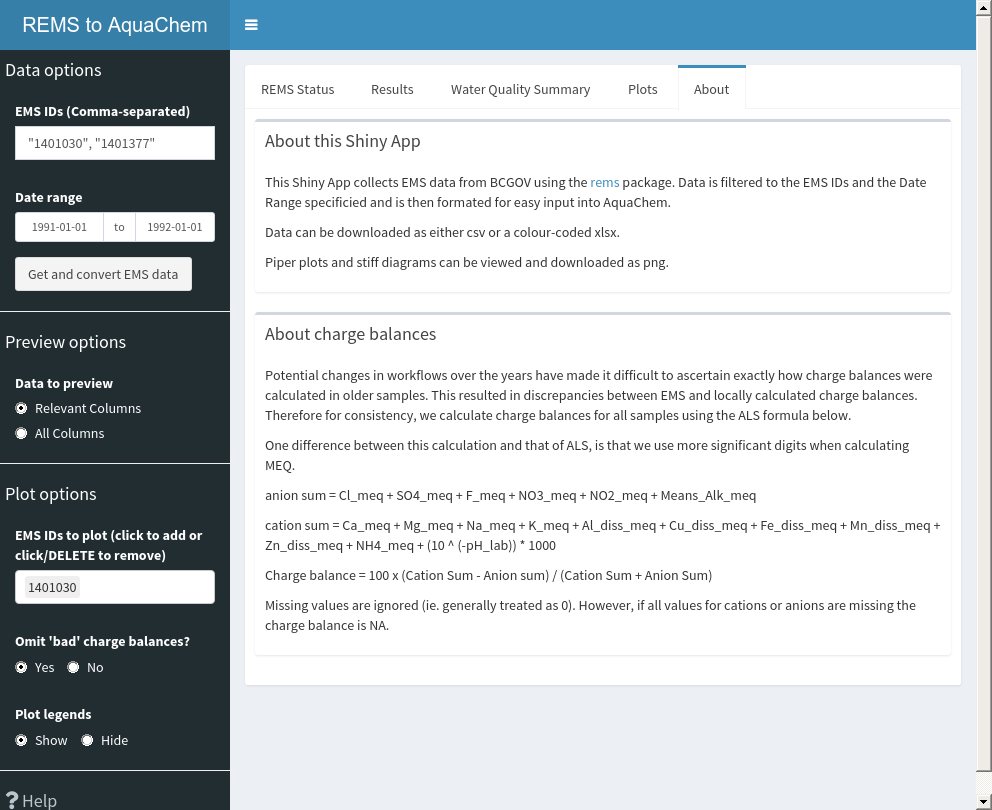 REMS to AquaChem
Data options
EMS IDs (Comma-separated)
"1401030", "1401377"
Date range
1991-01-01 to 1992-01-01
Get and convert EMS data
Preview options
Data to preview
Relevant Columns
All Columns
Plot options
EMS IDs to plot (click to add or
click/DELETE to remove)
1401030
Omit 'bad' charge balances?
Yes No
Plot legends
Show Hide
Help
REMS Status Results Water Quality Summary Plots About
About this Shiny App
This Shiny App collects EMS data from BCGOV using the rems package. Data is filtered to the EMS IDs and the Date
Range specificied and is then formated for easy input into AquaChem.
Data can be downloaded as either csv or a colour-coded xlsx.
Piper plots and stiff diagrams can be viewed and downloaded as png.
About charge balances
Potential changes in workflows over the years have made it difficult to ascertain exactly how charge balances were
calculated in older samples. This resulted in discrepancies between EMS and locally calculated charge balances.
Therefore for consistency, we calculate charge balances for all samples using the ALS formula below.
One difference between this calculation and that of ALS, is that we use more significant digits when calculating
MEQ.
anion sum = Cl_meq + SO4_meq + F_meq + NO3_meq + NO2_meq + Means_Alk_meq
cation sum = Ca_meq + Mg_meq + Na_meq + K_meq + Al_diss_meq + Cu_diss_meq + Fe_diss_meq + Mn_diss_meq +
Zn_diss_meq + NH4_meq + (10 ^ (-pH_lab)) * 1000
Charge balance = 100 x (Cation Sum - Anion sum) / (Cation Sum + Anion Sum)
Missing values are ignored (ie. generally treated as 0). However, if all values for cations or anions are missing the
charge balance is NA.